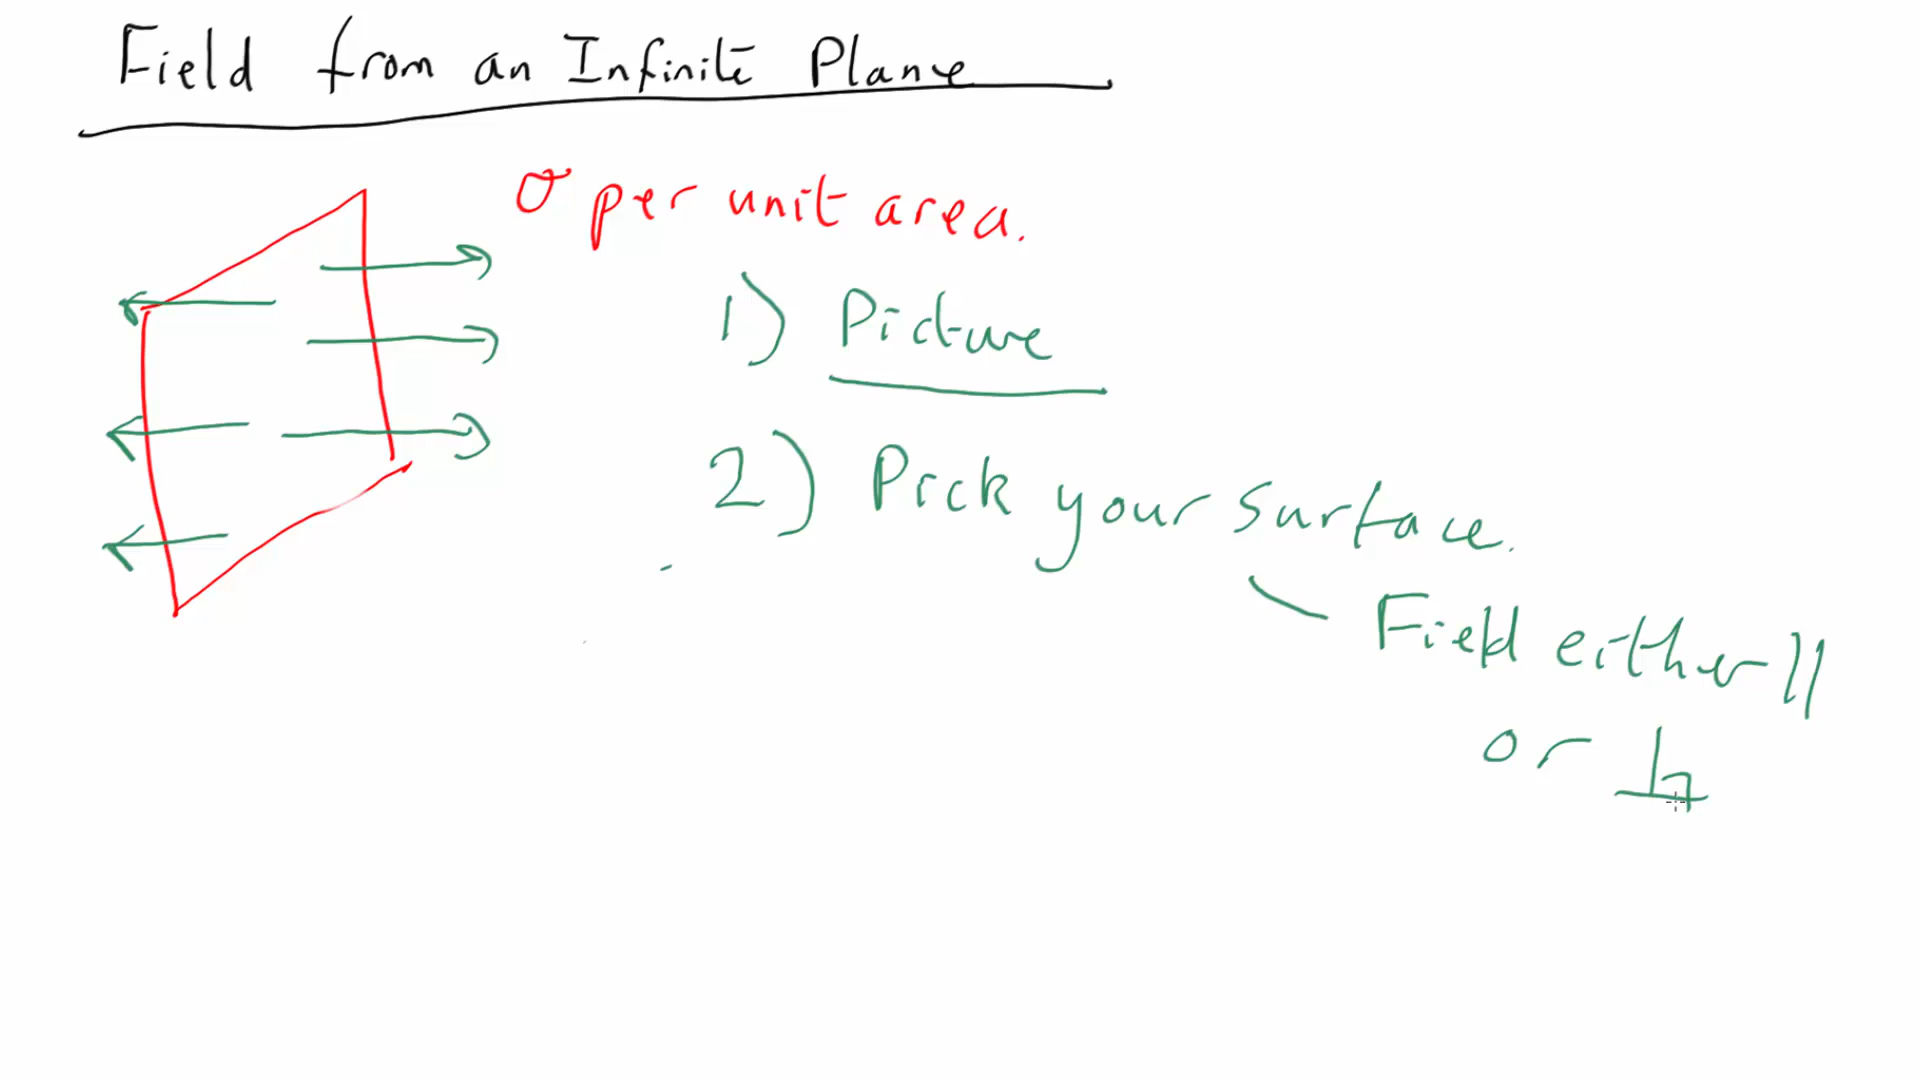 Field from an Infinite Plane
σ per unit area.
1) Picture
2) Pick your surface.
- Field either ||
or ⊥